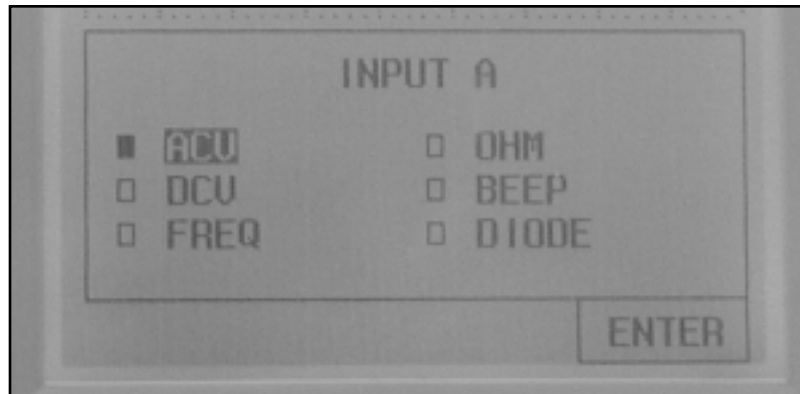 INPUT A
ACV OHM
DCV BEEP
FREQ DIODE
ENTER